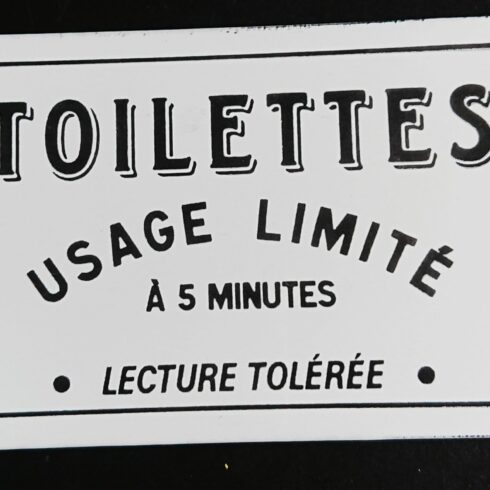 TOILETTES
USAGE LIMITÉ
À 5 MINUTES
• LECTURE TOLÉRÉE •